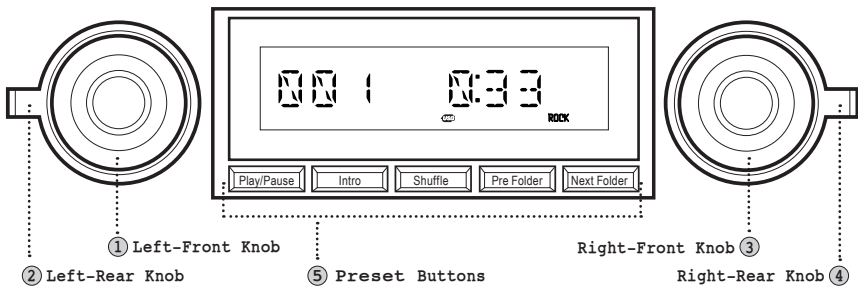 001 0:33
USB ROCK
Play/Pause Intro Shuffle Pre Folder Next Folder
1 Left-Front Knob Right-Front Knob 3
2 Left-Rear Knob 5 Preset Buttons Right-Rear Knob 4